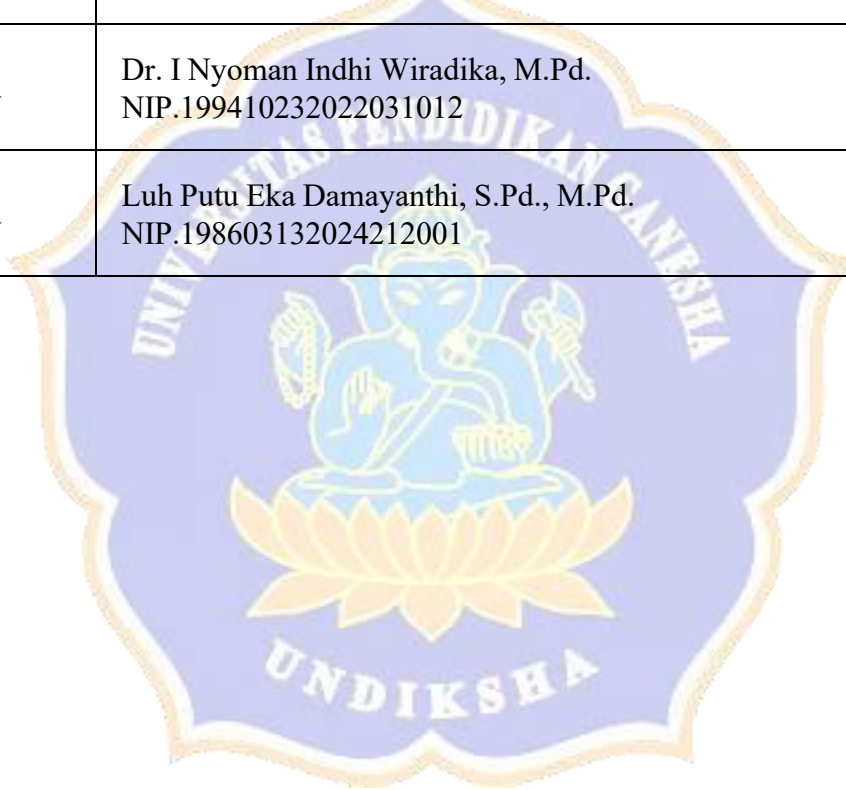 Dr. I Nyoman Indhi Wiradika, M.Pd.
NIP.199410232022031012
Luh Putu Eka Damayanthi, S.Pd., M.Pd.
NIP.198603132024212001
UNIVERSITAS PENDIDIKAN GANESHA
UNDIKSHA